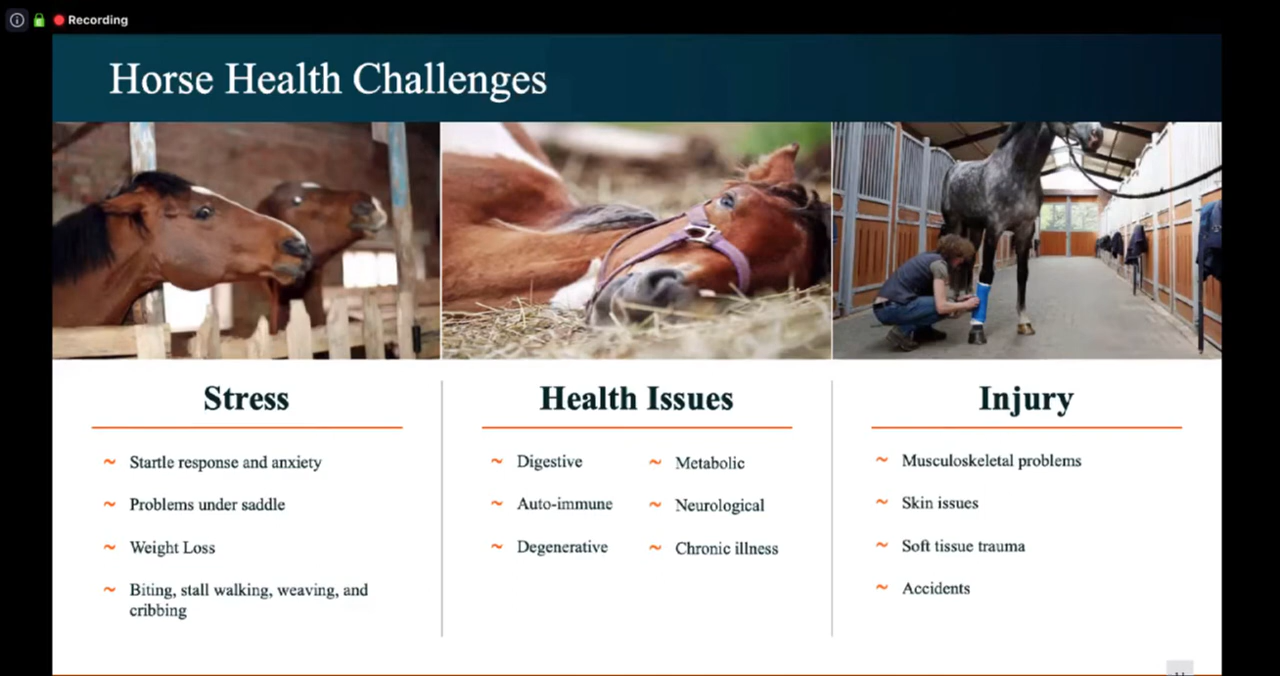 Recording
Horse Health Challenges
Stress
~ Startle response and anxiety
~ Problems under saddle
~ Weight Loss
~ Biting, stall walking, weaving, and
cribbing
Health Issues
~ Digestive
~ Auto-immune
~ Degenerative
~ Metabolic
~ Neurological
~ Chronic illness
Injury
~ Musculoskeletal problems
~ Skin issues
~ Soft tissue trauma
~ Accidents